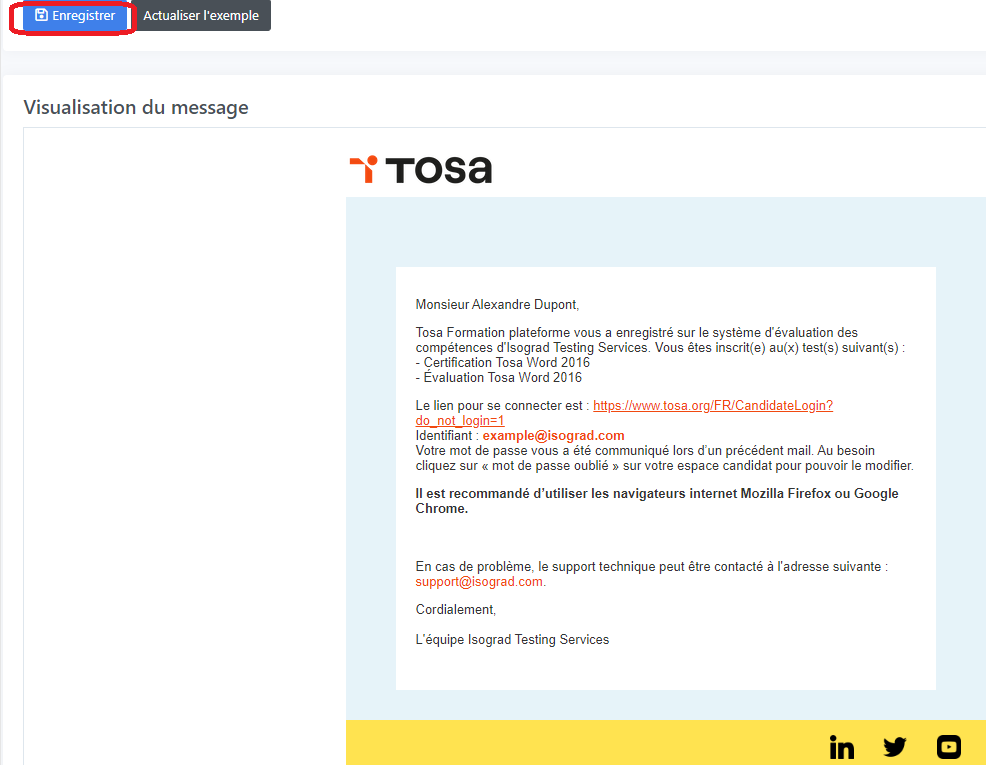 Enregistrer Actualiser l'exemple
Visualisation du message
Tosa
Monsieur Alexandre Dupont,
Tosa Formation plateforme vous a enregistré sur le système d'évaluation des
compétences d'Isograd Testing Services. Vous êtes inscrit(e) au(x) test(s) suivant(s) :
- Certification Tosa Word 2016
- Évaluation Tosa Word 2016
Le lien pour se connecter est : https://www.tosa.org/FR/CandidateLogin?
do_not_login=1
Identifiant : example@isograd.com
Votre mot de passe vous a été communiqué lors d'un précédent mail. Au besoin
cliquez sur « mot de passe oublié » sur votre espace candidat pour pouvoir le modifier.
Il est recommandé d’utiliser les navigateurs internet Mozilla Firefox ou Google
Chrome.
En cas de problème, le support technique peut être contacté à l'adresse suivante :
support@isograd.com.
Cordialement,
L'équipe Isograd Testing Services
in